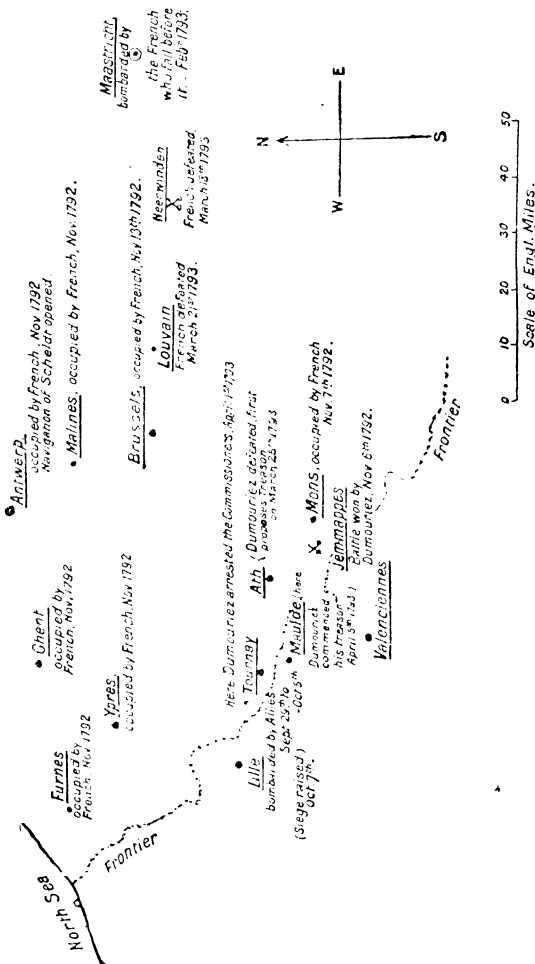 North Sea
Frontier
Furnes
occupied by
French, Nov 1792
Ghent
occupied by
French, Nov, 1792
Antwerp
occupied by French, Nov 1792
Navigation of Scheldt opened.
Malines, occupied by French, Nov. 1792.
Maastricht
bombarded by
the French
who fail before
it. Feb. 1793.
Ypres
occupied by French, Nov 1792
Brussels, occupied by French, Nov 13th 1792.
Neerwinden
French defeated
March 18th 1793
Louvain
French defeated
March 21st 1793.
Here Dumouriez arrested the Commissioners, April 1st 1793
Tournay
Ath (Dumouriez defeated first
proposes Treason
on March 25th 1793
Lille
bombarded by Allies
Sept 29th to
-Oct 5th
(Siege raised)
Oct. 7th.
Maulde (here
Dumouriez
commenced
his treason
April 5th 1793)
Mons, occupied by French
Nov. 7th 1792.
Jemmappes
Battle won by
Dumouriez, Nov 6th 1792.
Valenciennes
Frontier
N
W
E
S
0 10 20 30 40 50
Scale of Engl. Miles.